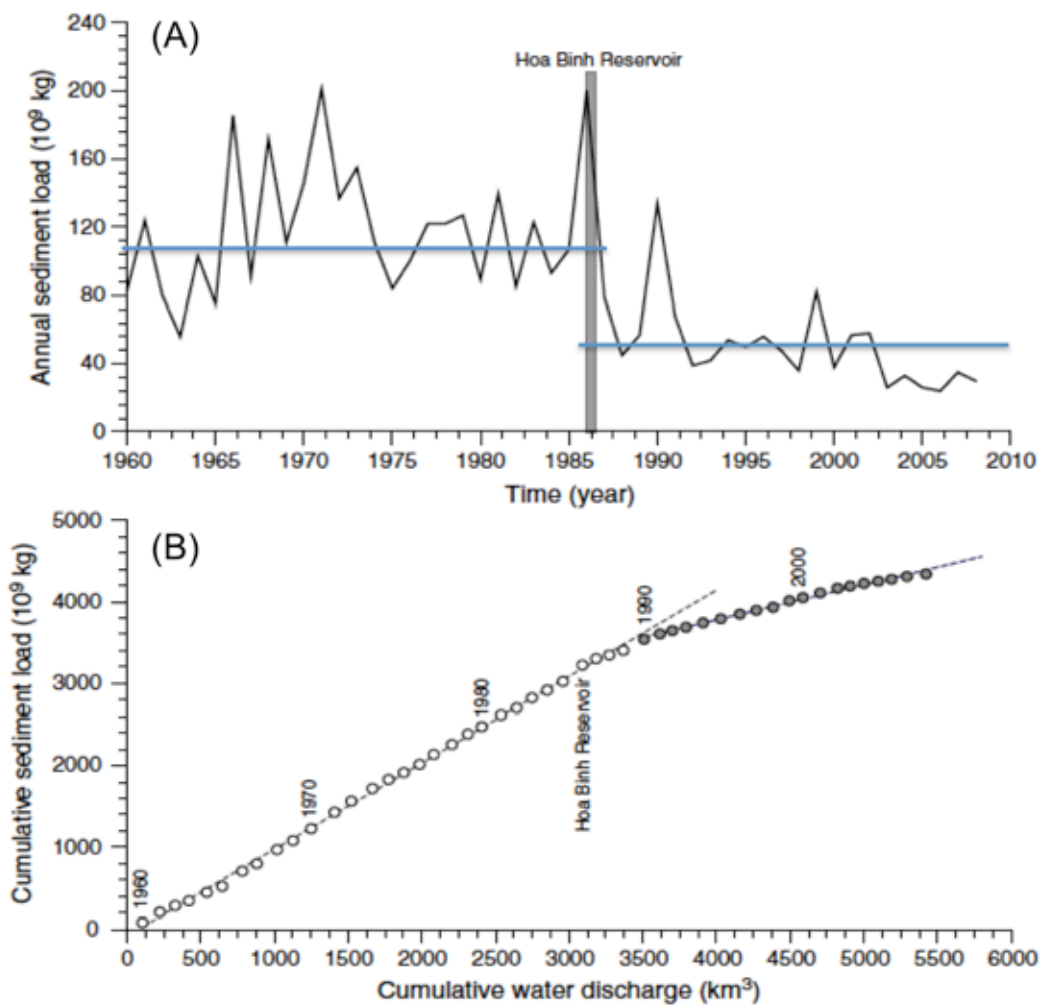 (A)
Hoa Binh Reservoir
Annual sediment load (10⁹ kg)
240
200
160
120
80
40
0
1960 1965 1970 1975 1980 1985 1990 1995 2000 2005 2010
Time (year)
(B)
Cumulative sediment load (10⁹ kg)
5000
4000
3000
2000
1000
0
1960
1970
1980
Hoa Binh Reservoir
1990
2000
0 500 1000 1500 2000 2500 3000 3500 4000 4500 5000 5500 6000
Cumulative water discharge (km³)